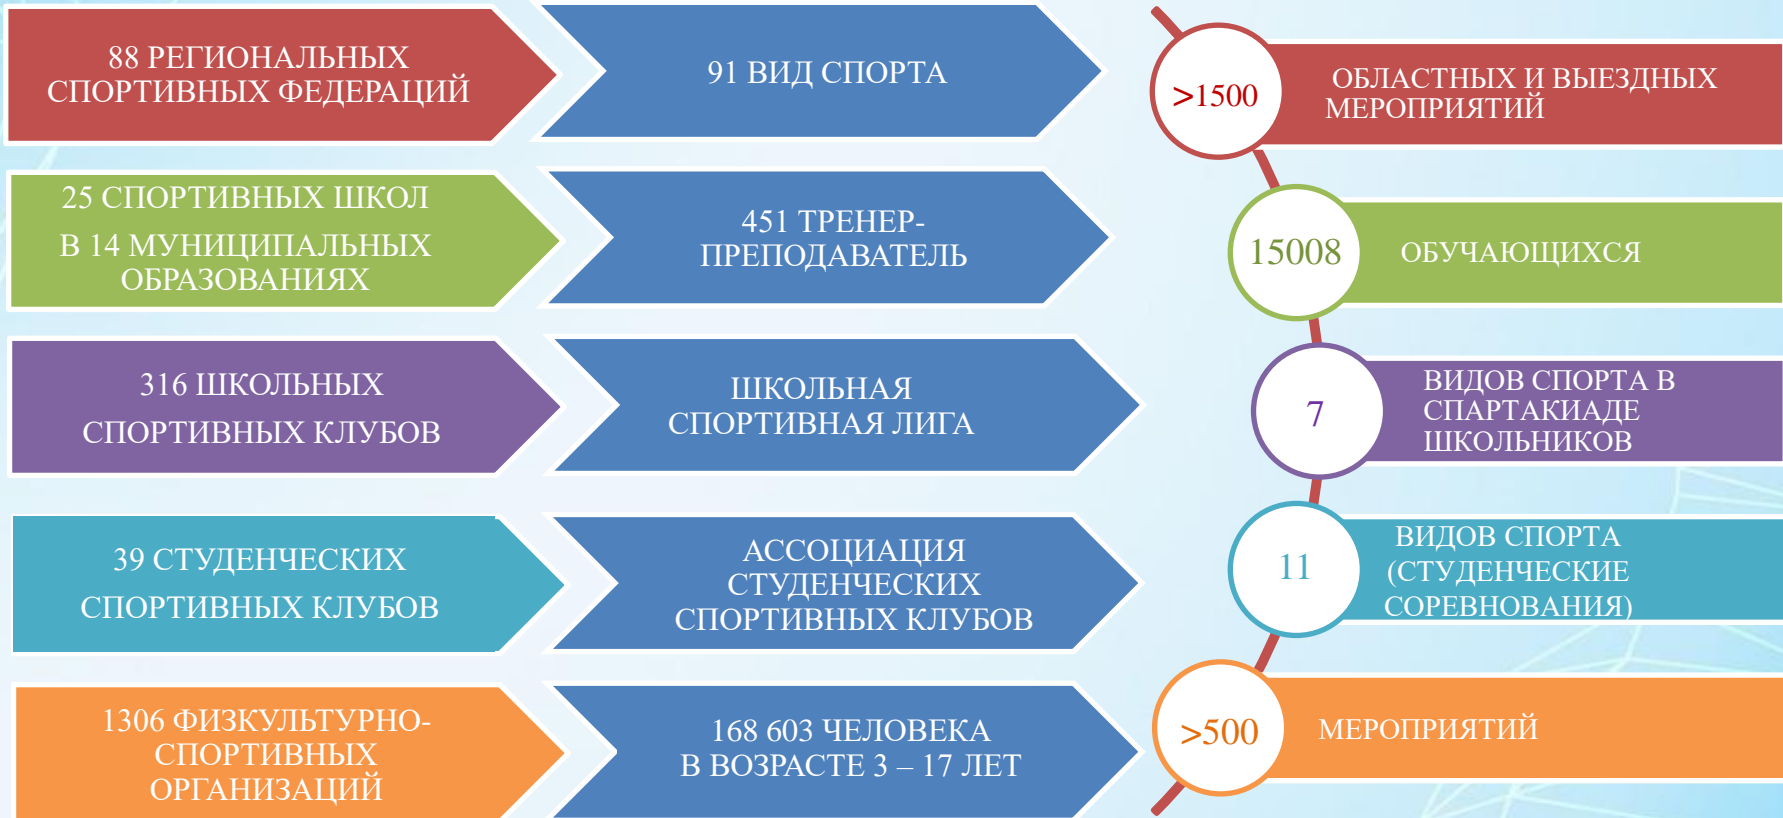 88 РЕГИОНАЛЬНЫХ
СПОРТИВНЫХ ФЕДЕРАЦИЙ
91 ВИД СПОРТА
>1500
ОБЛАСТНЫХ И ВЫЕЗДНЫХ
МЕРОПРИЯТИЙ
25 СПОРТИВНЫХ ШКОЛ
В 14 МУНИЦИПАЛЬНЫХ
ОБРАЗОВАНИЯХ
451 ТРЕНЕР-
ПРЕПОДАВАТЕЛЬ
15008
ОБУЧАЮЩИХСЯ
316 ШКОЛЬНЫХ
СПОРТИВНЫХ КЛУБОВ
ШКОЛЬНАЯ
СПОРТИВНАЯ ЛИГА
7
ВИДОВ СПОРТА В
СПАРТАКИАДЕ
ШКОЛЬНИКОВ
39 СТУДЕНЧЕСКИХ
СПОРТИВНЫХ КЛУБОВ
АССОЦИАЦИЯ
СТУДЕНЧЕСКИХ
СПОРТИВНЫХ КЛУБОВ
11
ВИДОВ СПОРТА
(СТУДЕНЧЕСКИЕ
СОРЕВНОВАНИЯ)
1306 ФИЗКУЛЬТУРНО-
СПОРТИВНЫХ
ОРГАНИЗАЦИЙ
168 603 ЧЕЛОВЕКА
В ВОЗРАСТЕ 3 – 17 ЛЕТ
>500
МЕРОПРИЯТИЙ